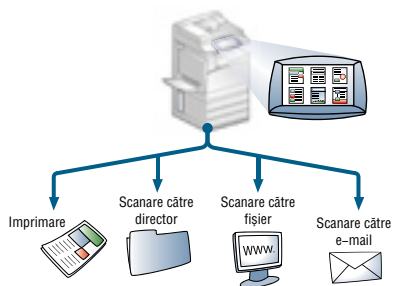 Imprimare
Scanare către
director
Scanare către
fișier
Scanare către
e-mail
www.